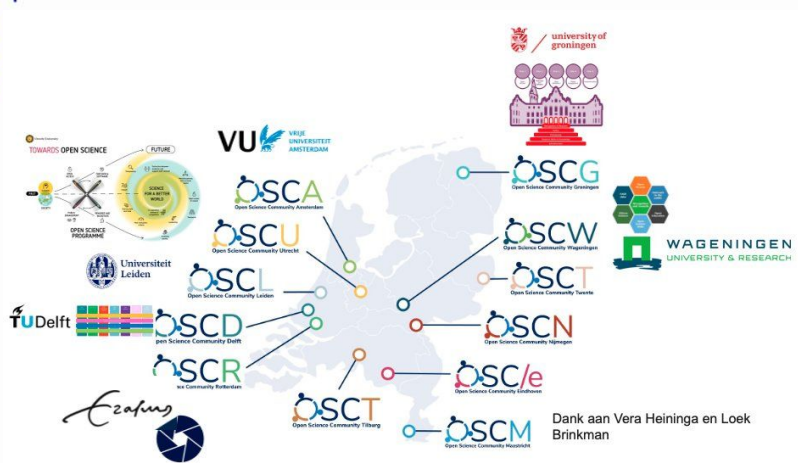 university of
groningen
VU
VRIJE
UNIVERSITEIT
AMSTERDAM
TOWARDS OPEN SCIENCE
FUTURE
SCIENCE
FOR A BETTER
WORLD
OPEN SCIENCE
PROGRAMME
OSCG
Open Science Community Groningen
OSCA
Open Science Community Amsterdam
OSCU
Open Science Community Utrecht
OSCW
Open Science Community Wageningen
WAGENINGEN
UNIVERSITY & RESEARCH
Universiteit
Leiden
OSCL
Open Science Community Leiden
OSCT
Open Science Community Twente
TUDelft
OSCD
pen Science Community Delft
OSCN
Open Science Community Nijmegen
OSCR
ce Community Rotterdam
OSC/e
Open Science Community Eindhoven
Erasmus
OSCT
Open Science Community Tilburg
OSCM
Open Science Community Maastricht
Dank aan Vera Heininga en Loek
Brinkman